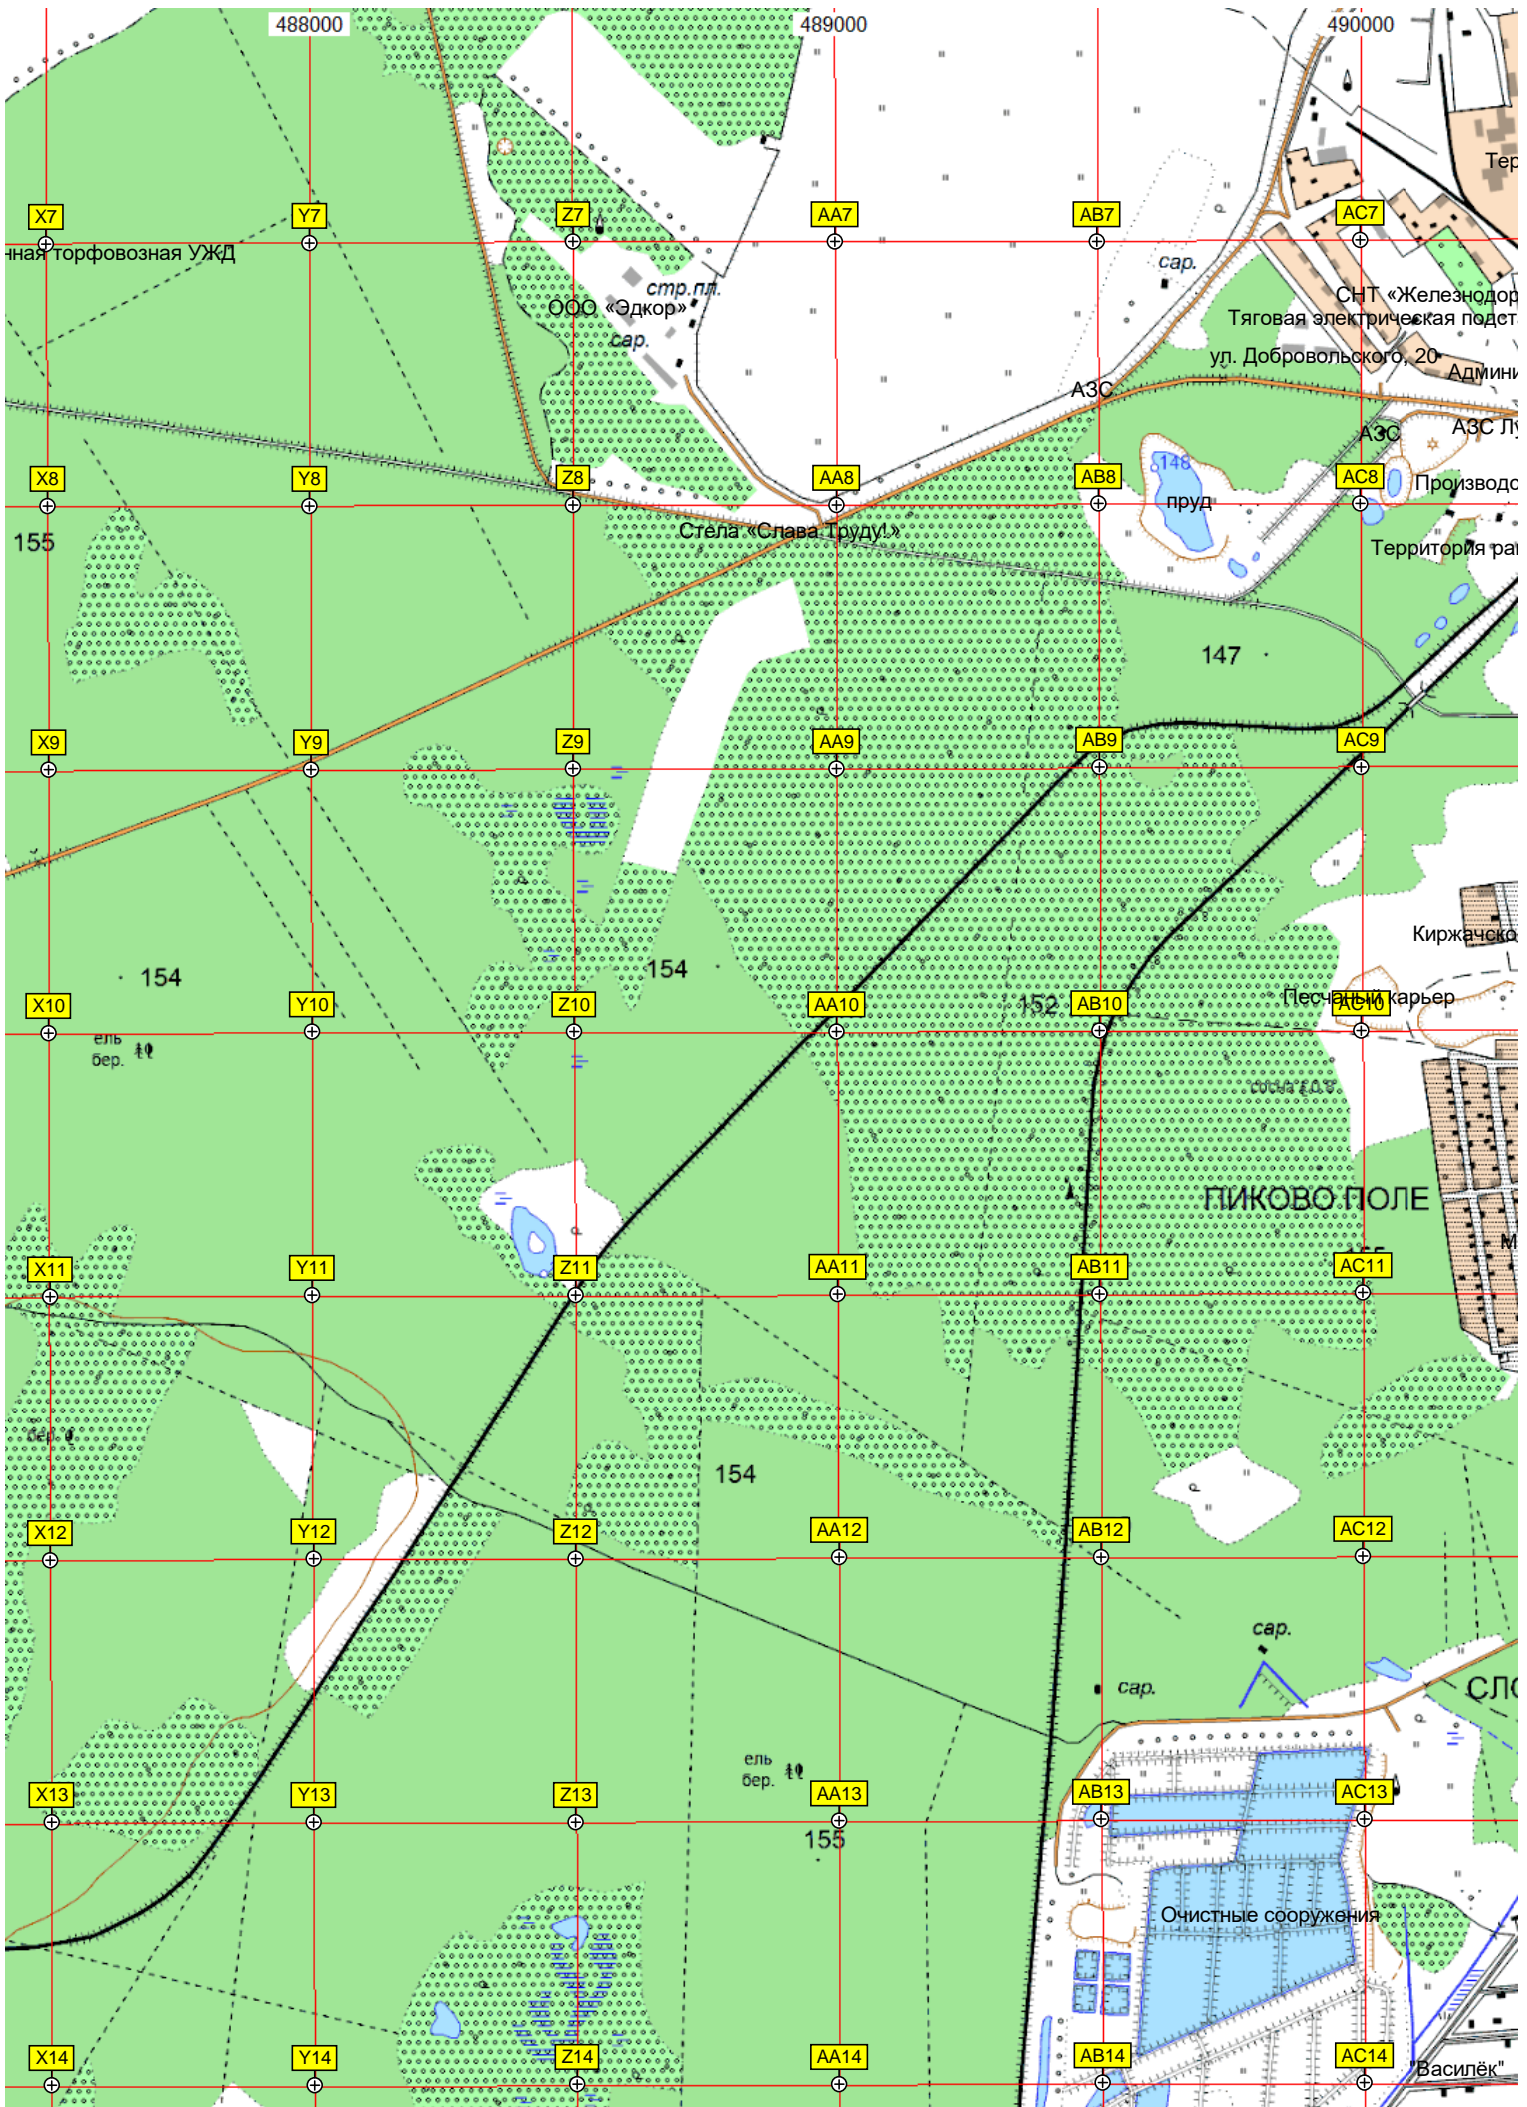 488000 489000 490000
Тер
X7 Y7 Z7 AA7 AB7 AC7
нная торфовозная УЖД
сар.
стр.пл.
СНТ «Железнодор
ООО «Эдкор»
Тяговая электрическая подст
сар.
ул. Добровольского, 20
Админи
АЗС
АЗС АЗС Лу
148
X8 Y8 Z8 AA8 AB8 AC8
Производс
пруд
Стела «Слава Труду!»
155
Территория ра
147
X9 Y9 Z9 AA9 AB9 AC9
Киржачско
154 154
Песчаный карьер
X10 Y10 Z10 AA10 152 AB10 AC10
ель
бер.
сосна
ПИКОВО ПОЛЕ
М
X11 Y11 Z11 AA11 AB11 AC11
бер.
154
X12 Y12 Z12 AA12 AB12 AC12
сар.
сар.
СЛО
ель
бер.
X13 Y13 Z13 AA13 AB13 AC13
155
Очистные сооружения
X14 Y14 Z14 AA14 AB14 AC14
"Василёк"